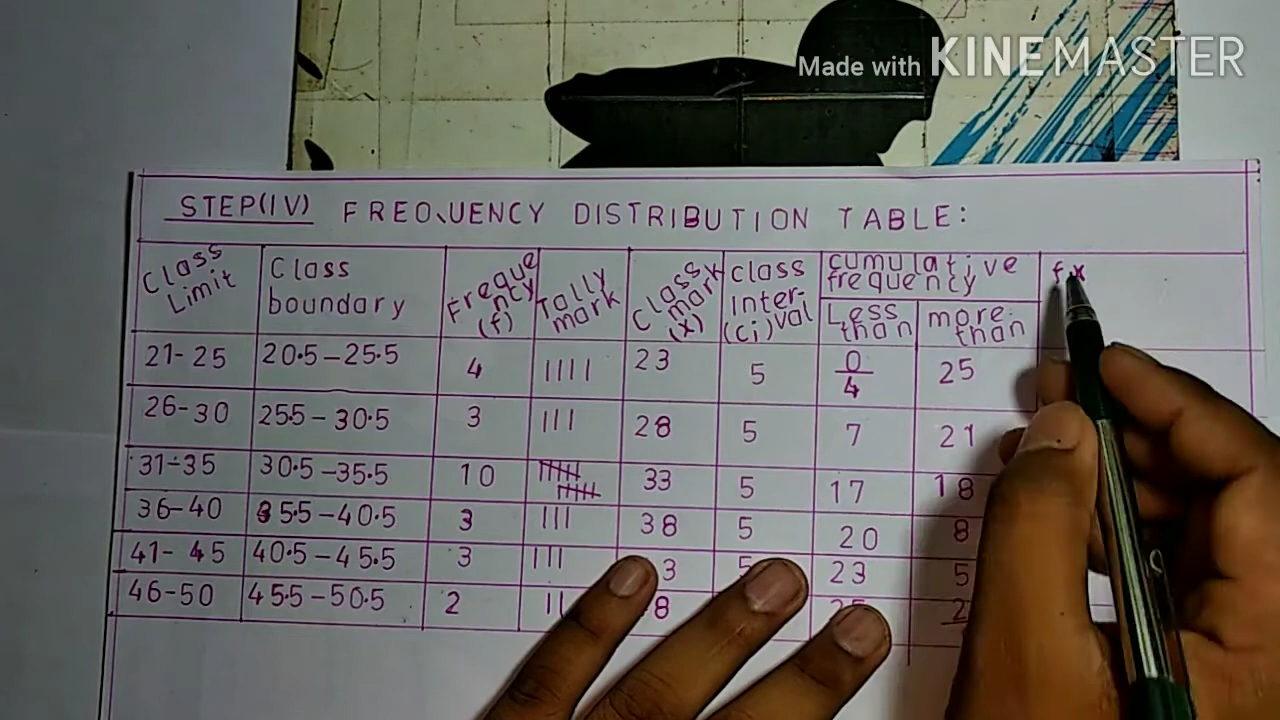 Made with KINEMASTER
STEP(IV) FREQUENCY DISTRIBUTION TABLE:
Class Limit Class boundary Frequency (f) Tally mark Class mark (x) Class Interval (Ci) cumulative frequency fx
Less than more than
21-25 20.5-25.5 4 |||| 23 5 0 4 25
26-30 25.5-30.5 3 ||| 28 5 7 21
31-35 30.5-35.5 10 33 5 17 18
36-40 35.5-40.5 3 ||| 38 5 20 8
41-45 40.5-45.5 3 ||| 3 5 23 5
46-50 45.5-50.5 2 || 8 25 2